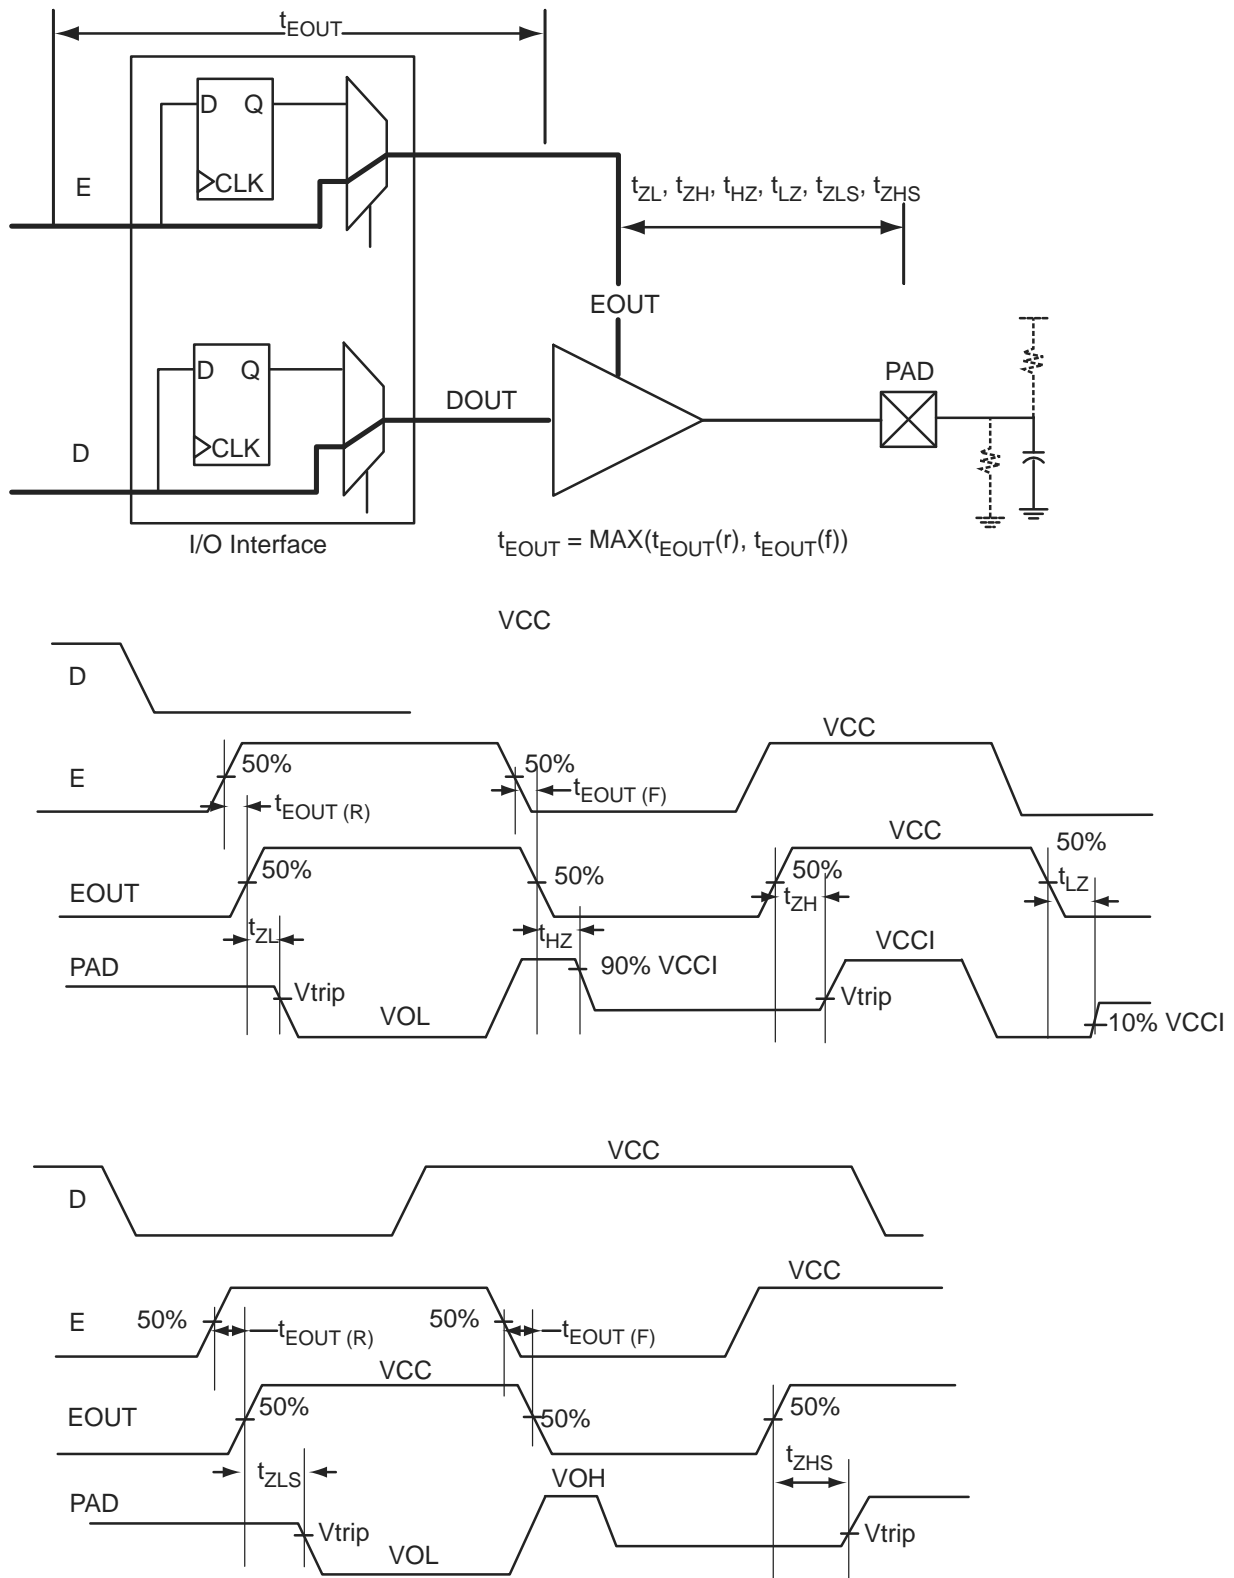 tEOUT
D Q
CLK
E
tZL, tZH, tHZ, tLZ, tZLS, tZHS
EOUT
D Q
CLK
D
DOUT
PAD
I/O Interface
tEOUT = MAX(tEOUT(r), tEOUT(f))
VCC
D
VCC
E
50%
50%
tEOUT (R)
tEOUT (F)
VCC
50%
EOUT
50%
50%
50%
tZL
tHZ
tZH
tLZ
PAD
Vtrip
VOL
90% VCCI
Vtrip
VCCI
10% VCCI
VCC
D
VCC
E
50%
tEOUT (R)
50%
tEOUT (F)
VCC
EOUT
50%
50%
50%
tZLS
VOH
tZHS
PAD
Vtrip
VOL
Vtrip